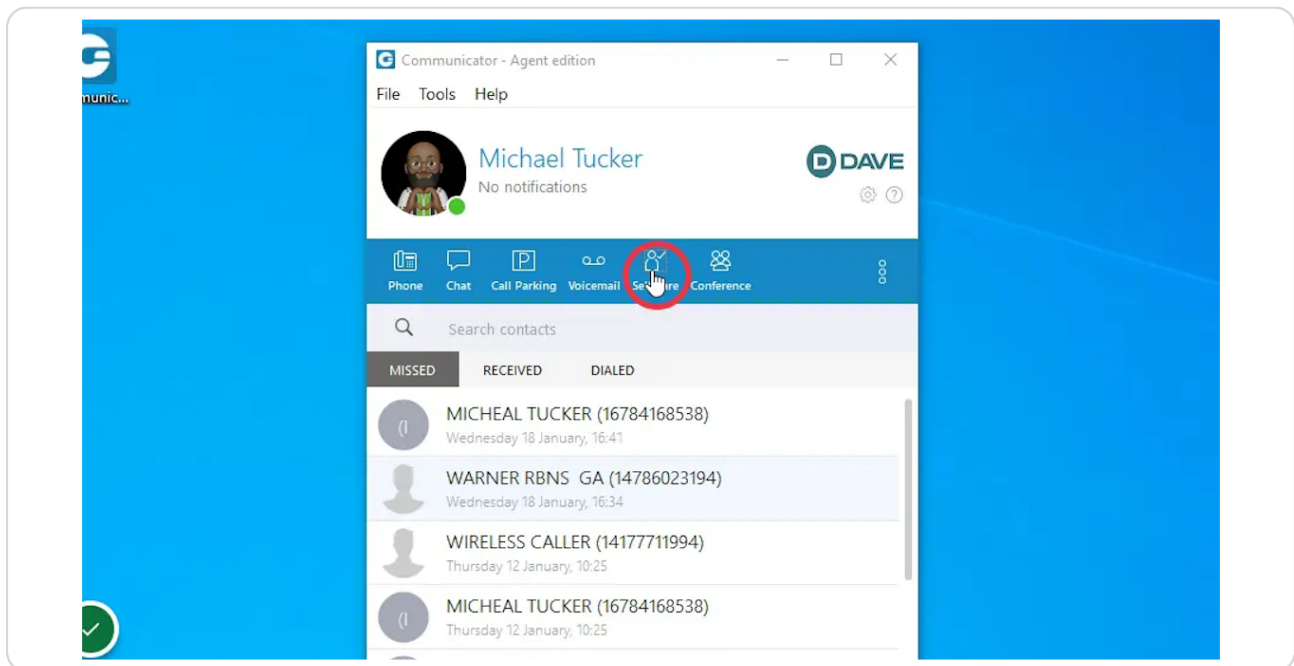 Communicator - Agent edition
File Tools Help
Michael Tucker
No notifications
DAVE
P
Phone Chat Call Parking Voicemail Conference
Search contacts
MISSED RECEIVED DIALED
MICHEAL TUCKER (16784168538)
Wednesday 18 January, 16:41
WARNER RBNS GA (14786023194)
Wednesday 18 January, 16:34
WIRELESS CALLER (14177711994)
Thursday 12 January, 10:25
MICHEAL TUCKER (16784168538)
Thursday 12 January, 10:25